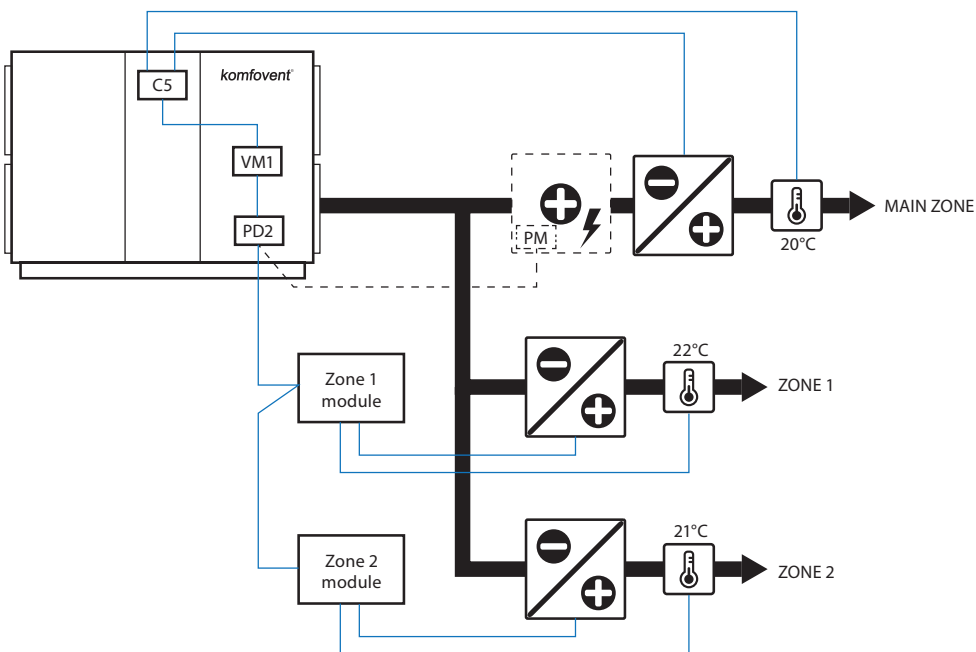 C5
komfovent
VM1
PD2
PM
MAIN ZONE
20°C
Zone 1
module
22°C
ZONE 1
Zone 2
module
21°C
ZONE 2